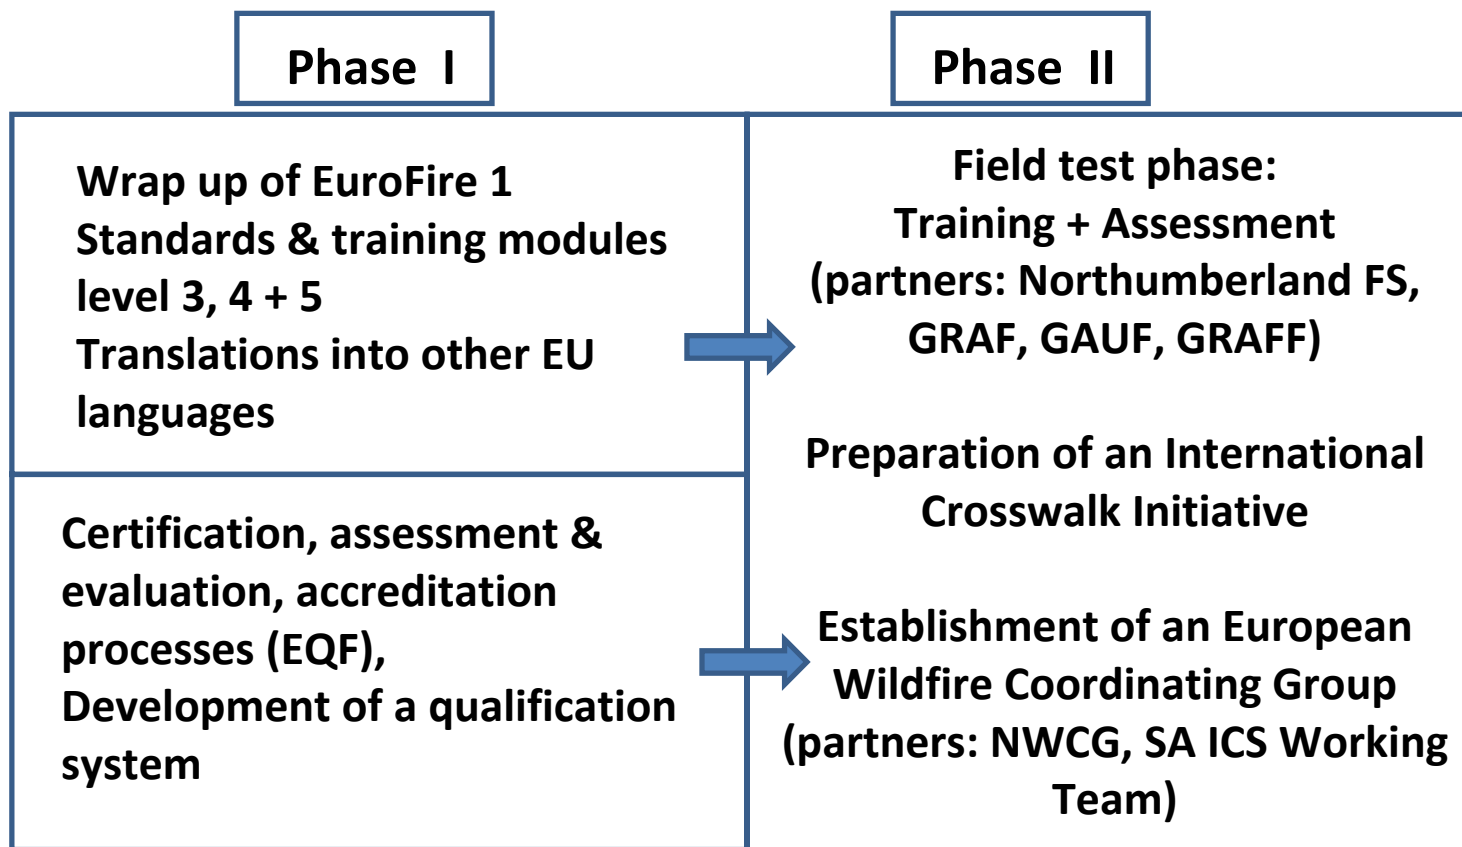 Phase I
Phase II
Wrap up of EuroFire 1
Standards & training modules
level 3, 4 + 5
Translations into other EU
languages
Certification, assessment &
evaluation, accreditation
processes (EQF),
Development of a qualification
system
Field test phase:
Training + Assessment
(partners: Northumberland FS,
GRAF, GAUF, GRAFF)
Preparation of an International
Crosswalk Initiative
Establishment of an European
Wildfire Coordinating Group
(partners: NWCG, SA ICS Working
Team)